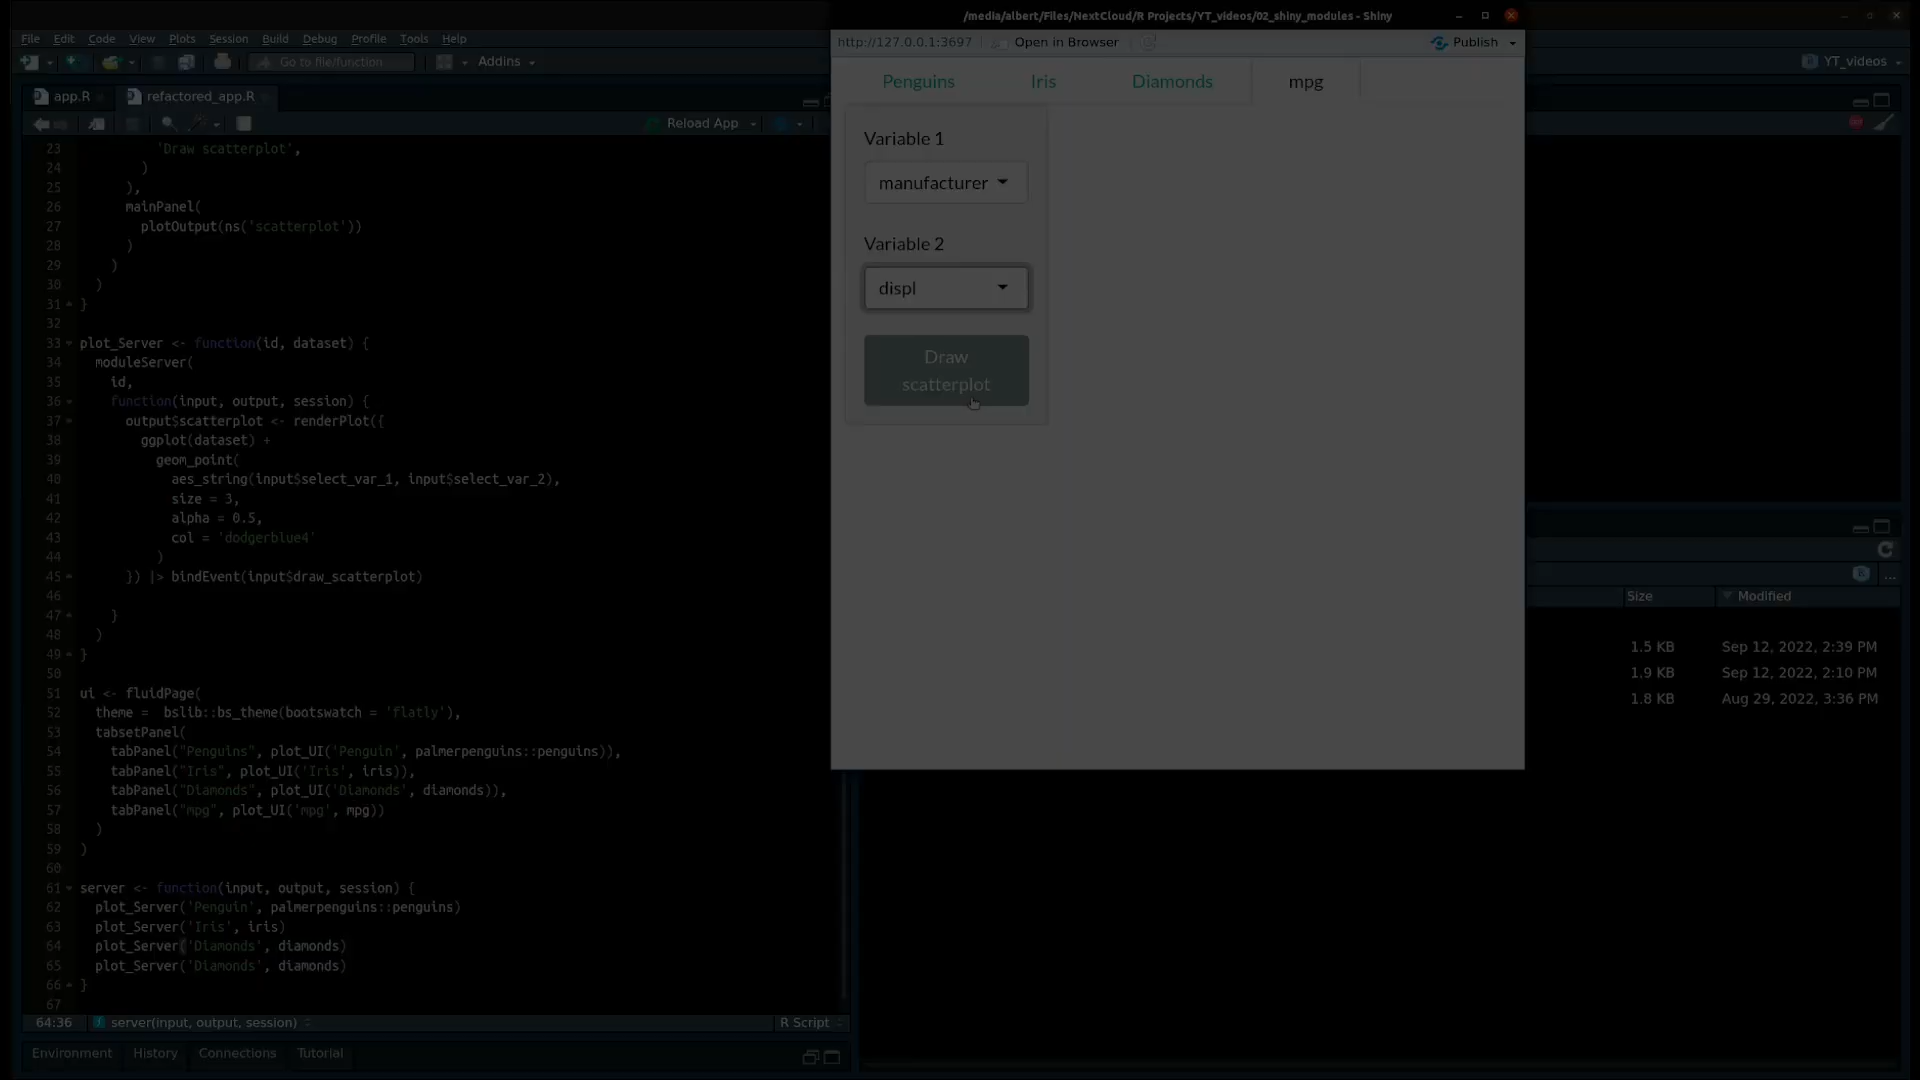 /media/albert/Files/NextCloud/R Projects/YT_videos/02_shiny_modules - Shiny
File Edit Code View Plots Session Build Debug Profile Tools Help
http://127.0.0.1:3697 Open in Browser Publish
Go to file/function Addins
YT_videos
Penguins Iris Diamonds mpg
app.R refactored_app.R
Reload App
Variable 1
manufacturer
Variable 2
displ
Draw
scatterplot
23 'Draw scatterplot',
24 )
25 ),
26 mainPanel(
27 plotOutput(ns('scatterplot'))
28 )
29 )
30 )
31 }
32
33 plot_Server <- function(id, dataset) {
34 moduleServer(
35 id,
36 function(input, output, session) {
37 output$scatterplot <- renderPlot({
38 ggplot(dataset) +
39 geom_point(
40 aes_string(input$select_var_1, input$select_var_2),
41 size = 3,
42 alpha = 0.5,
43 col = 'dodgerblue4'
44 )
45 }) |> bindEvent(input$draw_scatterplot)
46
47 }
48 )
49 }
50
51 ui <- fluidPage(
52 theme = bslib::bs_theme(bootswatch = 'flatly'),
53 tabsetPanel(
54 tabPanel("Penguins", plot_UI('Penguin', palmerpenguins::penguins)),
55 tabPanel("Iris", plot_UI('Iris', iris)),
56 tabPanel("Diamonds", plot_UI('Diamonds', diamonds)),
57 tabPanel("mpg", plot_UI('mpg', mpg))
58 )
59 )
60
61 server <- function(input, output, session) {
62 plot_Server('Penguin', palmerpenguins::penguins)
63 plot_Server('Iris', iris)
64 plot_Server('Diamonds', diamonds)
65 plot_Server('Diamonds', diamonds)
66 }
67
64:36 server(input, output, session) R Script
Environment History Connections Tutorial
Size Modified
1.5 KB Sep 12, 2022, 2:39 PM
1.9 KB Sep 12, 2022, 2:10 PM
1.8 KB Aug 29, 2022, 3:36 PM